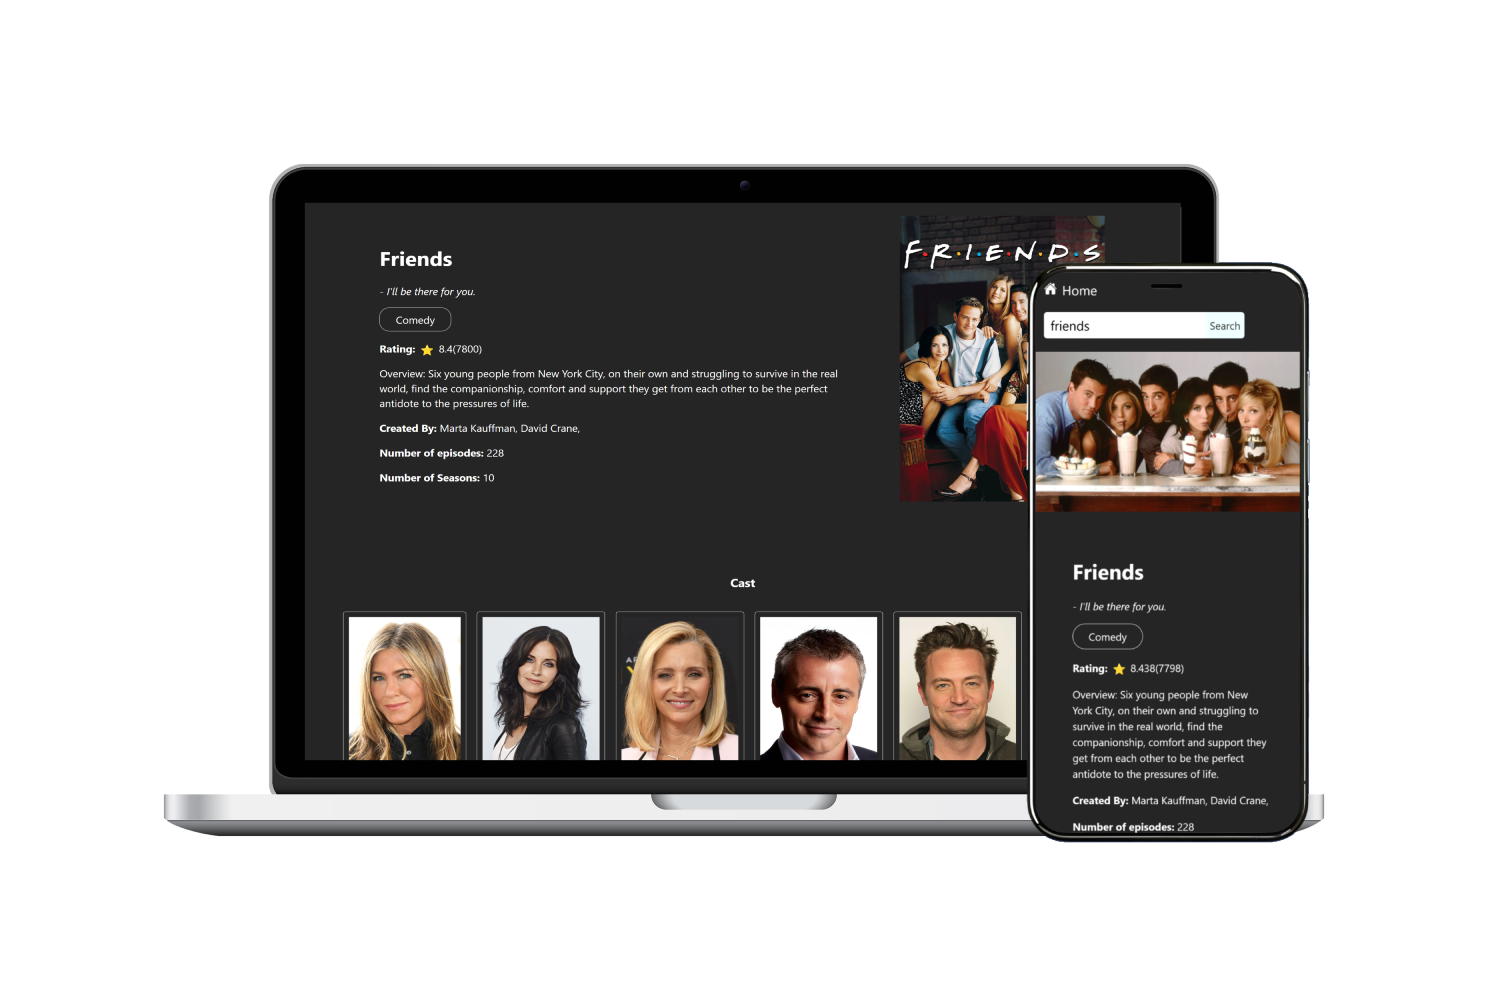 Friends
- I'll be there for you.
Comedy
Rating: ⭐ 8.4(7800)
Overview: Six young people from New York City, on their own and struggling to survive in the real
world, find the companionship, comfort and support they get from each other to be the perfect
antidote to the pressures of life.
Created By: Marta Kauffman, David Crane,
Number of episodes: 228
Number of Seasons: 10
F·R·I·E·N·D·S
Cast
Home
friends
Search
Friends
- I'll be there for you.
Comedy
Rating: ⭐ 8.438(7798)
Overview: Six young people from New
York City, on their own and struggling to
survive in the real world, find the
companionship, comfort and support they
get from each other to be the perfect
antidote to the pressures of life.
Created By: Marta Kauffman, David Crane,
Number of episodes: 228